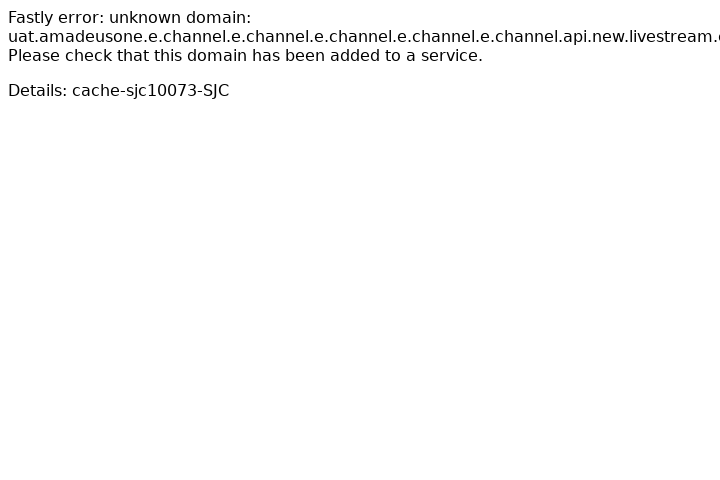 Fastly error: unknown domain:
uat.amadeusone.e.channel.e.channel.e.channel.e.channel.e.channel.api.new.livestream.
Please check that this domain has been added to a service.
Details: cache-sjc10073-SJC